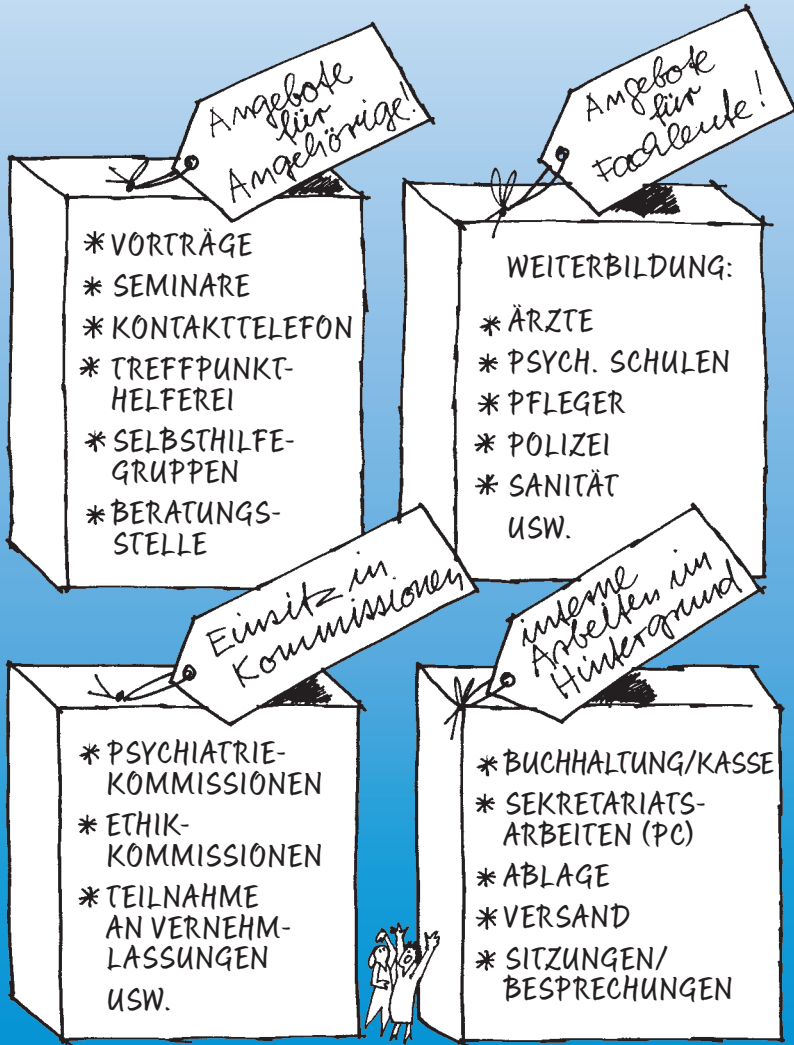 Angebote
für
Angehörige!
* VORTRÄGE
* SEMINARE
* KONTAKTTELEFON
* TREFFPUNKT-
HELFEREI
* SELBSTHILFE-
GRUPPEN
* BERATUNGS-
STELLE
Angebote
für
Fachleute!
WEITERBILDUNG:
* ÄRZTE
* PSYCH. SCHULEN
* PFLEGER
* POLIZEI
* SANITÄT
USW.
Einsitz in
Kommissionen
* PSYCHIATRIE-
KOMMISSIONEN
* ETHIK-
KOMMISSIONEN
* TEILNAHME
AN VERNEHM-
LASSUNGEN
USW.
interne
Arbeiten im
Hintergrund
* BUCHHALTUNG/KASSE
* SEKRETARIATS-
ARBEITEN (PC)
* ABLAGE
* VERSAND
* SITZUNGEN/
BESPRECHUNGEN